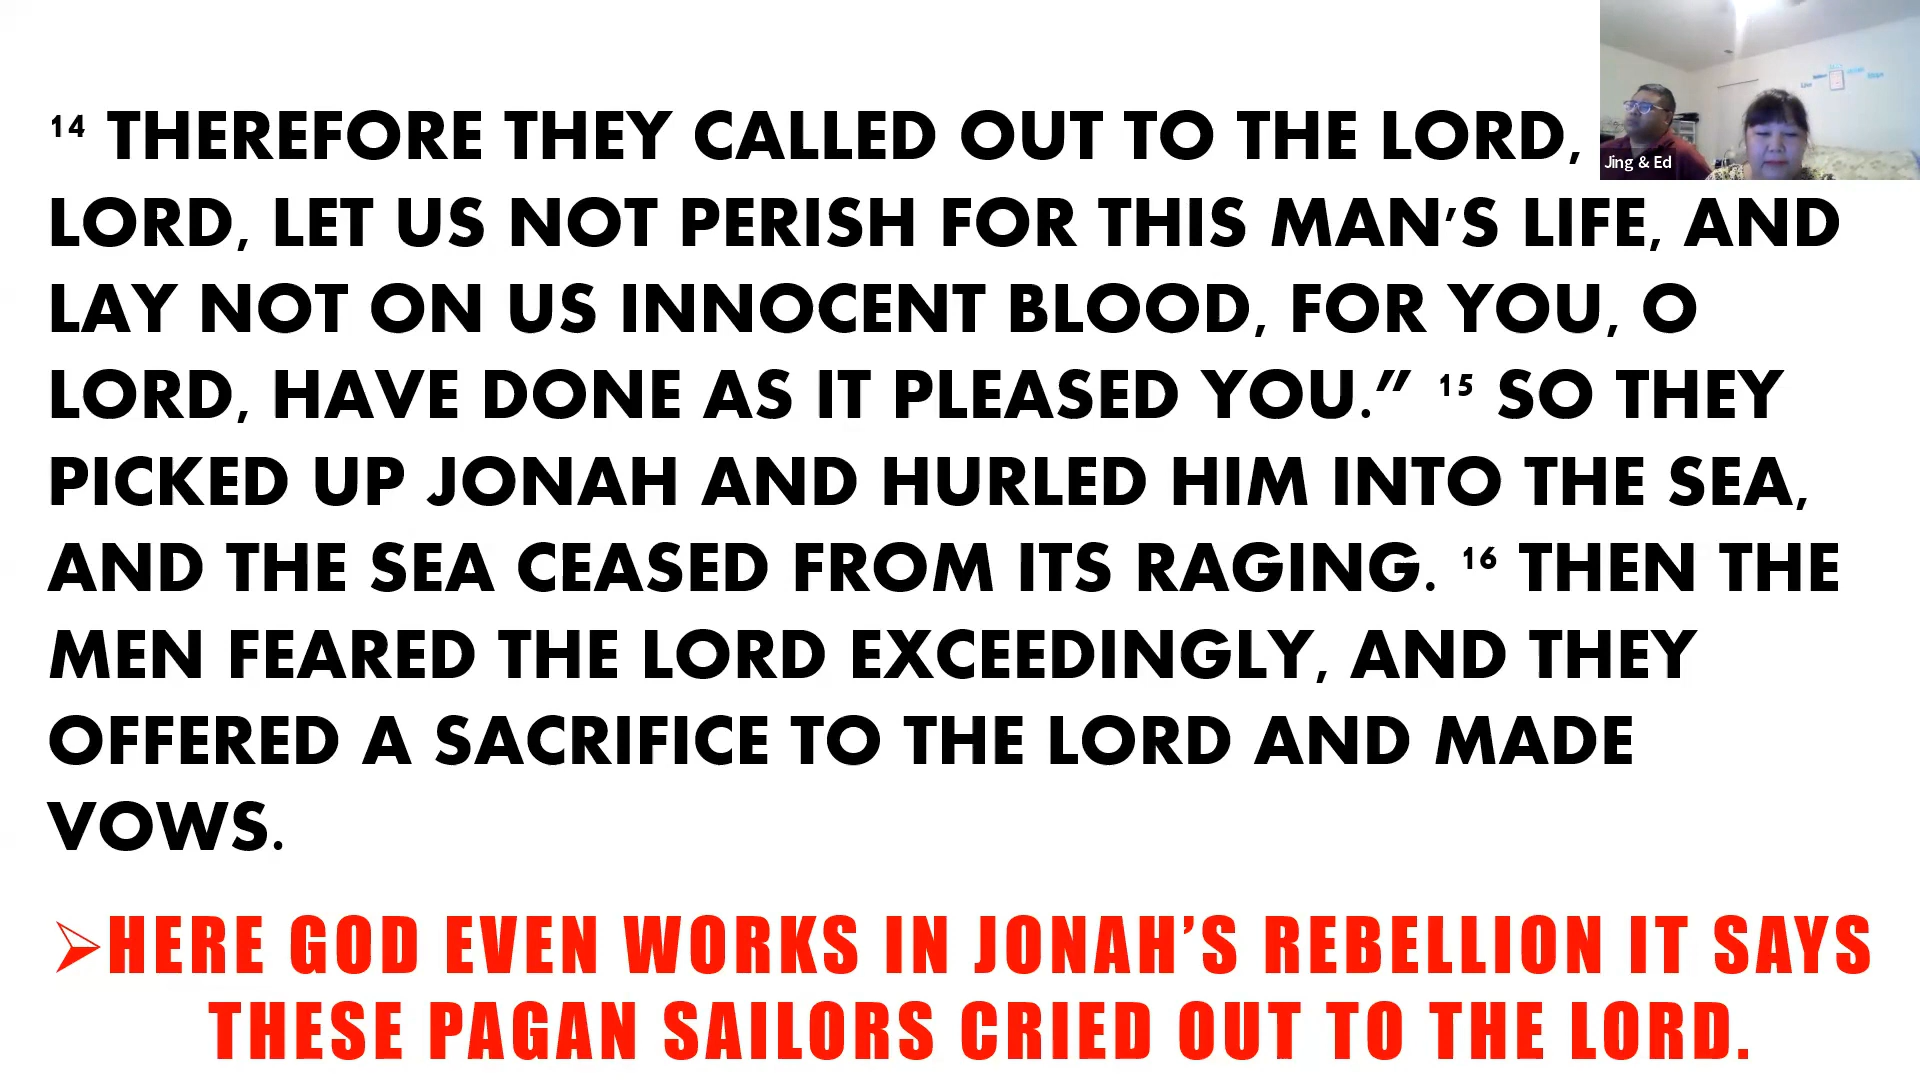 ¹⁴ THEREFORE THEY CALLED OUT TO THE LORD,
LORD, LET US NOT PERISH FOR THIS MAN’S LIFE, AND
LAY NOT ON US INNOCENT BLOOD, FOR YOU, O
LORD, HAVE DONE AS IT PLEASED YOU.” ¹⁵ SO THEY
PICKED UP JONAH AND HURLED HIM INTO THE SEA,
AND THE SEA CEASED FROM ITS RAGING. ¹⁶ THEN THE
MEN FEARED THE LORD EXCEEDINGLY, AND THEY
OFFERED A SACRIFICE TO THE LORD AND MADE
VOWS.
➢HERE GOD EVEN WORKS IN JONAH’S REBELLION IT SAYS
THESE PAGAN SAILORS CRIED OUT TO THE LORD.
Jing & Ed